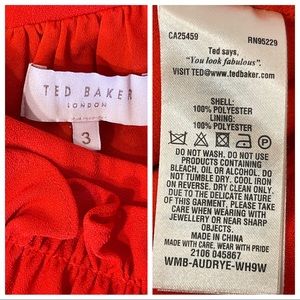 TED BAKER
LONDON
3
CA25459 RN95229
Ted says,
"You look fabulous".
VISIT TED@www.tedbaker.com
SHELL:
100% POLYESTER
LINING:
100% POLYESTER
DO NOT WASH. DO NOT USE
PRODUCTS CONTAINING
BLEACH, OIL OR ALCOHOL. DO
NOT TUMBLE DRY. COOL IRON
ON REVERSE. DRY CLEAN ONLY.
DUE TO THE DELICATE NATURE
OF THIS GARMENT, PLEASE TAKE
CARE WHEN WEARING WITH
JEWELLERY OR NEAR SHARP
OBJECTS.
MADE IN CHINA
MADE WITH CARE, WEAR WITH PRIDE
2106 045867
WMB-AUDRYE-WH9W